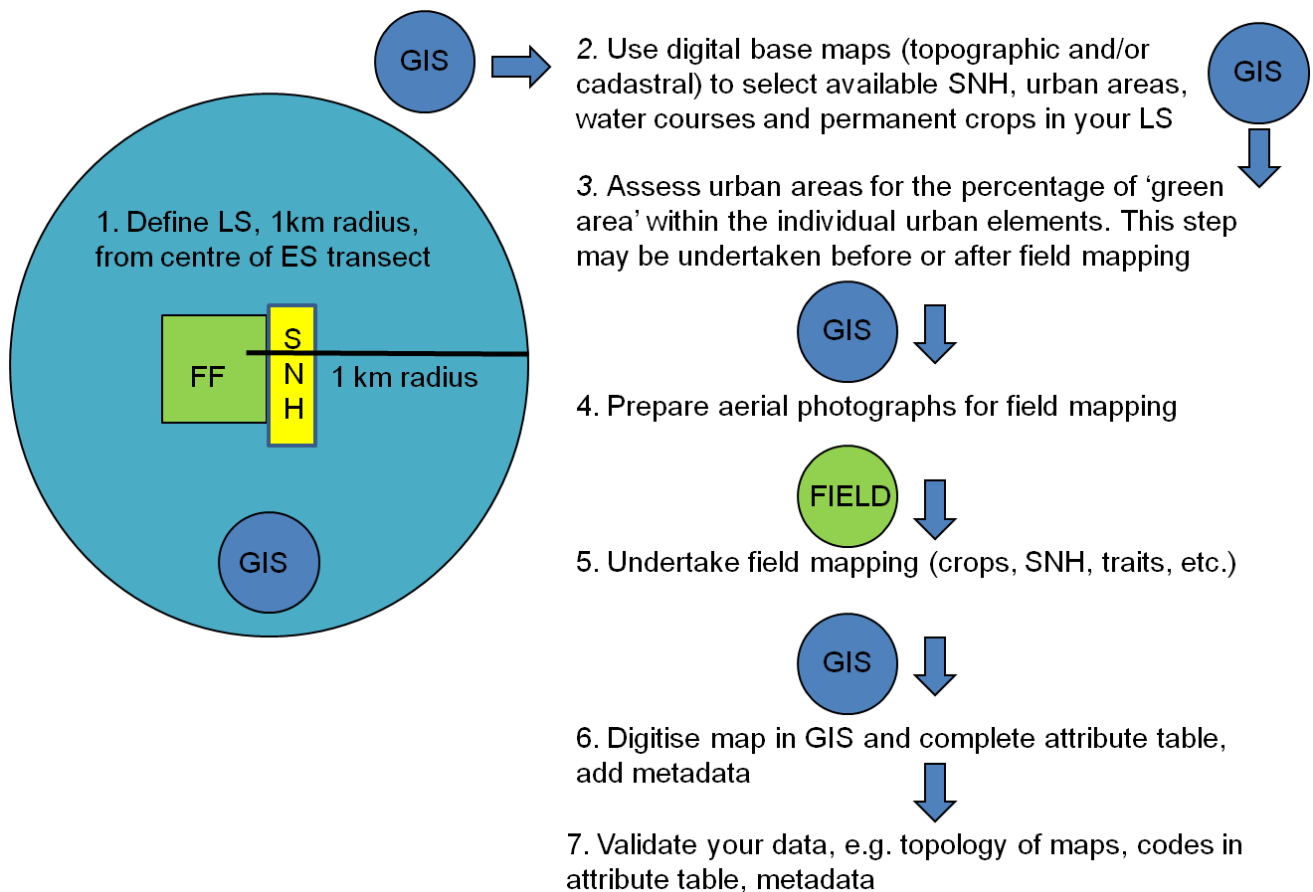 GIS
1. Define LS, 1km radius,
from centre of ES transect
FF
S
N
H
1 km radius
GIS
2. Use digital base maps (topographic and/or
cadastral) to select available SNH, urban areas,
water courses and permanent crops in your LS
GIS
3. Assess urban areas for the percentage of ‘green
area’ within the individual urban elements. This step
may be undertaken before or after field mapping
GIS
4. Prepare aerial photographs for field mapping
FIELD
5. Undertake field mapping (crops, SNH, traits, etc.)
GIS
6. Digitise map in GIS and complete attribute table,
add metadata
7. Validate your data, e.g. topology of maps, codes in
attribute table, metadata